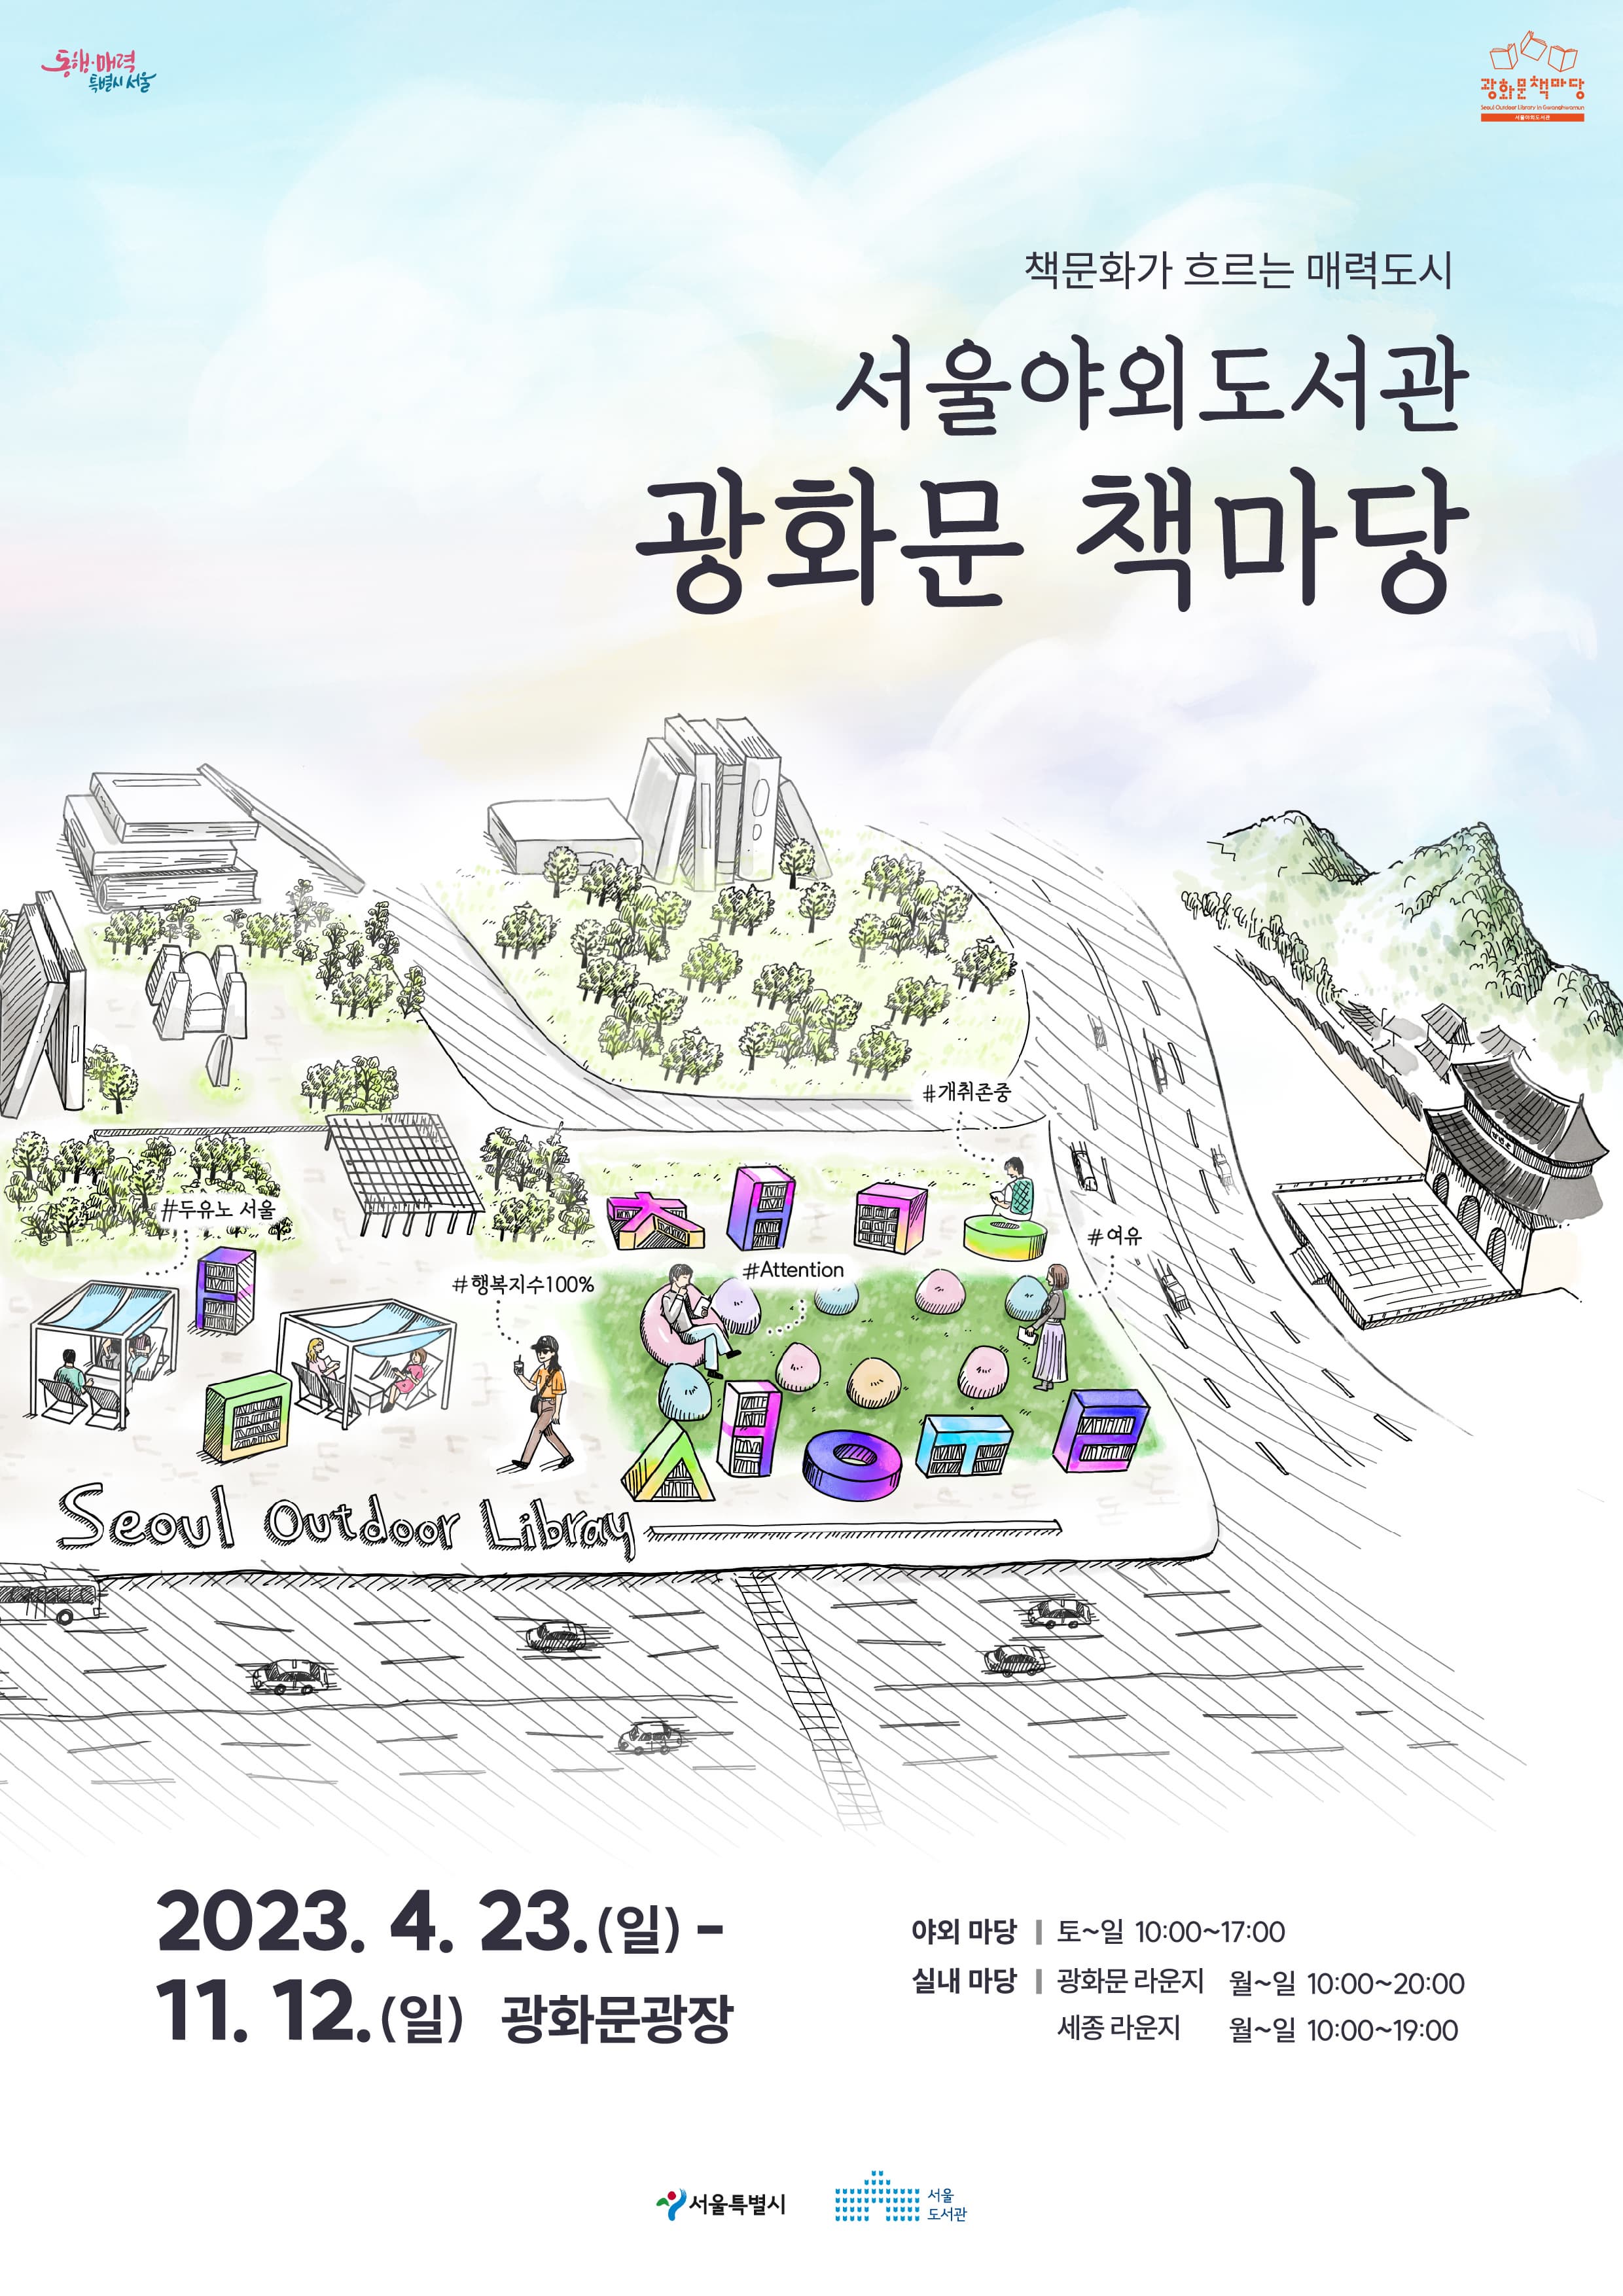 동행·매력
특별시 서울
광화문책마당
Seoul Outdoor Library in Gwanghwamun
서울야외도서관
책문화가 흐르는 매력도시
서울야외도서관
광화문 책마당
#개취존중
#두유노 서울
#여유
#Attention
#행복지수100%
책ㅁㅇ
서울
Seoul Outdoor Libray
2023. 4. 23.(일) –
11. 12.(일) 광화문광장
야외 마당 | 토~일 10:00~17:00
실내 마당 | 광화문 라운지 월~일 10:00~20:00
세종 라운지 월~일 10:00~19:00
서울특별시
서울
도서관